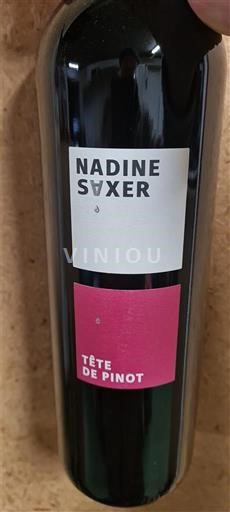 NADINE
SAXER
VINIOU
TÊTE
DE PINOT